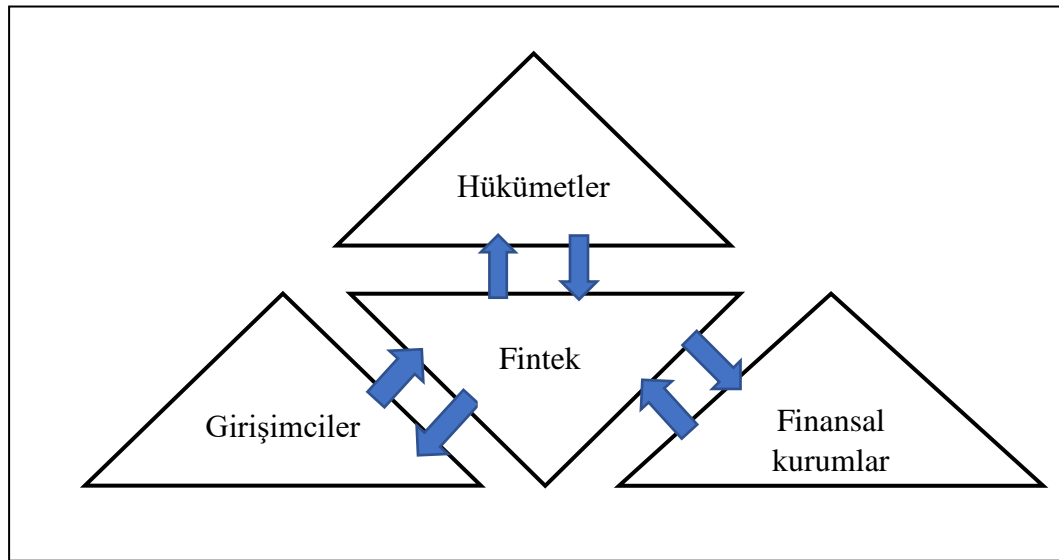 Hükümetler
Fintek
Girişimciler
Finansal
kurumlar